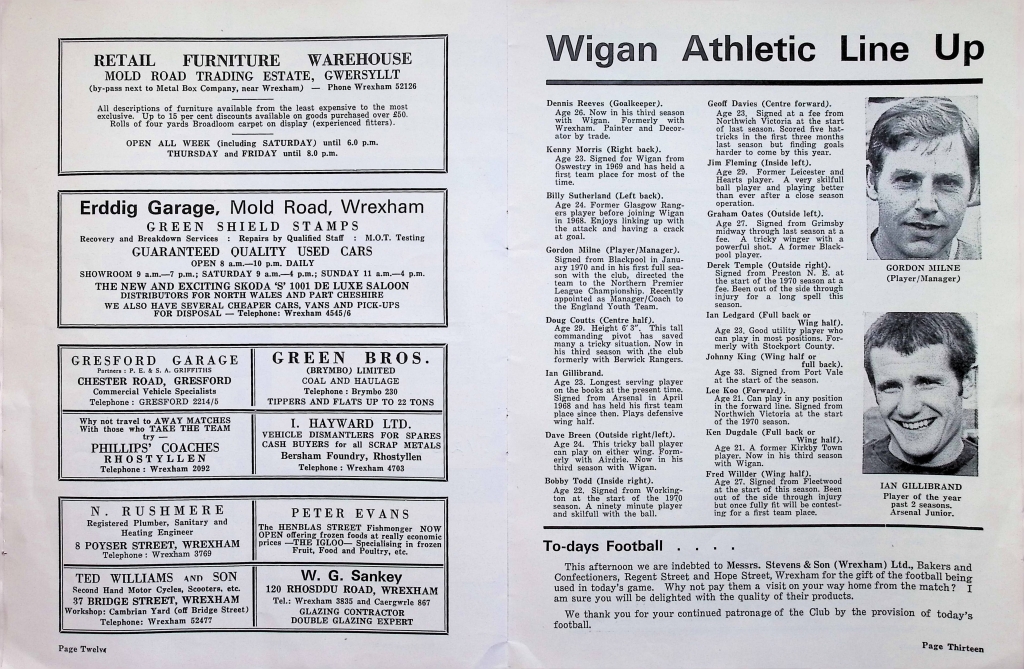 RETAIL FURNITURE WAREHOUSE
MOLD ROAD TRADING ESTATE, GWERSYLLT
(by-pass next to Metal Box Company, near Wrexham) — Phone Wrexham 52126
All descriptions of furniture available from the least expensive to the most
exclusive. Up to 15 per cent discounts available on goods purchased over £50.
Rolls of four yards Broadloom carpet on display (experienced fitters).
OPEN ALL WEEK (including SATURDAY) until 6.0 p.m.
THURSDAY and FRIDAY until 8.0 p.m.
Erddig Garage, Mold Road, Wrexham
GREEN SHIELD STAMPS
Recovery and Breakdown Services : Repairs by Qualified Staff : M.O.T. Testing
GUARANTEED QUALITY USED CARS
OPEN 8 a.m.—10 p.m. DAILY
SHOWROOM 9 a.m.—7 p.m.; SATURDAY 9 a.m.—4 p.m.; SUNDAY 11 a.m.—4 p.m.
THE NEW AND EXCITING SKODA 'S' 1001 DE LUXE SALOON
DISTRIBUTORS FOR NORTH WALES AND PART CHESHIRE
WE ALSO HAVE SEVERAL CHEAPER CARS, VANS AND PICK-UPS
FOR DISPOSAL — Telephone: Wrexham 4545/6
GRESFORD GARAGE
Partners: P. E. & S. A. GRIFFITHS
CHESTER ROAD, GRESFORD
Commercial Vehicle Specialists
Telephone : GRESFORD 2214/5
GREEN BROS.
(BRYMBO) LIMITED
COAL AND HAULAGE
Telephone : Brymbo 230
TIPPERS AND FLATS UP TO 22 TONS
Why not travel to AWAY MATCHES
With those who TAKE THE TEAM
try —
PHILLIPS' COACHES
RHOSTYLLEN
Telephone : Wrexham 2092
I. HAYWARD LTD.
VEHICLE DISMANTLERS FOR SPARES
CASH BUYERS for all SCRAP METALS
Bersham Foundry, Rhostyllen
Telephone : Wrexham 4703
N. RUSHMERE
Registered Plumber, Sanitary and
Heating Engineer
8 POYSER STREET, WREXHAM
Telephone : Wrexham 3769
PETER EVANS
The HENBLAS STREET Fishmonger NOW
OPEN offering frozen foods at really economic
prices —THE IGLOO— Specialising in frozen
Fruit, Food and Poultry, etc.
TED WILLIAMS AND SON
Second Hand Motor Cycles, Scooters, etc.
37 BRIDGE STREET, WREXHAM
Workshop: Cambrian Yard (off Bridge Street)
Telephone: Wrexham 52477
W. G. Sankey
120 RHOSDDU ROAD, WREXHAM
Tel.: Wrexham 3835 and Caergwrle 867
GLAZING CONTRACTOR
DOUBLE GLAZING EXPERT
Page Twelve
Wigan Athletic Line Up
Dennis Reeves (Goalkeeper).
Age 26. Now in his third season
with Wigan. Formerly with
Wrexham. Painter and Decor-
ator by trade.
Kenny Morris (Right back).
Age 23. Signed for Wigan from
Oswestry in 1969 and has held a
first team place for most of the
time.
Billy Sutherland (Left back).
Age 24. Former Glasgow Rang-
ers player before joining Wigan
in 1968. Enjoys linking up with
the attack and having a crack
at goal.
Gordon Milne (Player/Manager).
Signed from Blackpool in Janu-
ary 1970 and in his first full sea-
son with the club, directed the
team to the Northern Premier
League Championship. Recently
appointed as Manager/Coach to
the England Youth Team.
Doug Coutts (Centre half).
Age 29. Height 6'3". This tall
commanding pivot has saved
many a tricky situation. Now in
his third season with the club
formerly with Berwick Rangers.
Ian Gillibrand.
Age 23. Longest serving player
on the books at the present time.
Signed from Arsenal in April
1968 and has held his first team
place since then. Plays defensive
wing half.
Dave Breen (Outside right/left).
Age 24. This tricky ball player
can play on either wing. Form-
erly with Airdrie. Now in his
third season with Wigan.
Bobby Todd (Inside right).
Age 22. Signed from Working-
ton at the start of the 1970
season. A ninety minute player
and skilfull with the ball.
Geoff Davies (Centre forward).
Age 23. Signed at a fee from
Northwich Victoria at the start
of last season. Scored five hat-
tricks in the first three months
last season but finding goals
harder to come by this year.
Jim Fleming (Inside left).
Age 29. Former Leicester and
Hearts player. A very skilfull
ball player and playing better
than ever after a close season
operation.
Graham Oates (Outside left).
Age 27. Signed from Grimsby
midway through last season at a
fee. A tricky winger with a
powerful shot. A former Black-
pool player.
Derek Temple (Outside right).
Signed from Preston N. E. at
the start of the 1970 season at a
fee. Been out of the side through
injury for a long spell this
season.
Ian Ledgard (Full back or
Wing half).
Age 23. Good utility player who
can play in most positions. For-
merly with Stockport County.
Johnny King (Wing half or
full back).
Age 33. Signed from Port Vale
at the start of the season.
Lee Koo (Forward).
Age 21. Can play in any position
in the forward line. Signed from
Northwich Victoria at the start
of the 1970 season.
Ken Dugdale (Full back or
Wing half).
Age 21. A former Kirkby Town
player. Now in his third season
with Wigan.
Fred Willder (Wing half).
Age 27. Signed from Fleetwood
at the start of this season. Been
out of the side through injury
but once fully fit will be contest-
ing for a first team place.
GORDON MILNE
(Player/Manager)
IAN GILLIBRAND
Player of the year
past 2 seasons.
Arsenal Junior.
To-days Football . . . .
This afternoon we are indebted to Messrs. Stevens & Son (Wrexham) Ltd., Bakers and
Confectioners, Regent Street and Hope Street, Wrexham for the gift of the football being
used in today's game. Why not pay them a visit on your way home from the match? I
am sure you will be delighted with the quality of their products.
We thank you for your continued patronage of the Club by the provision of today's
football.
Page Thirteen